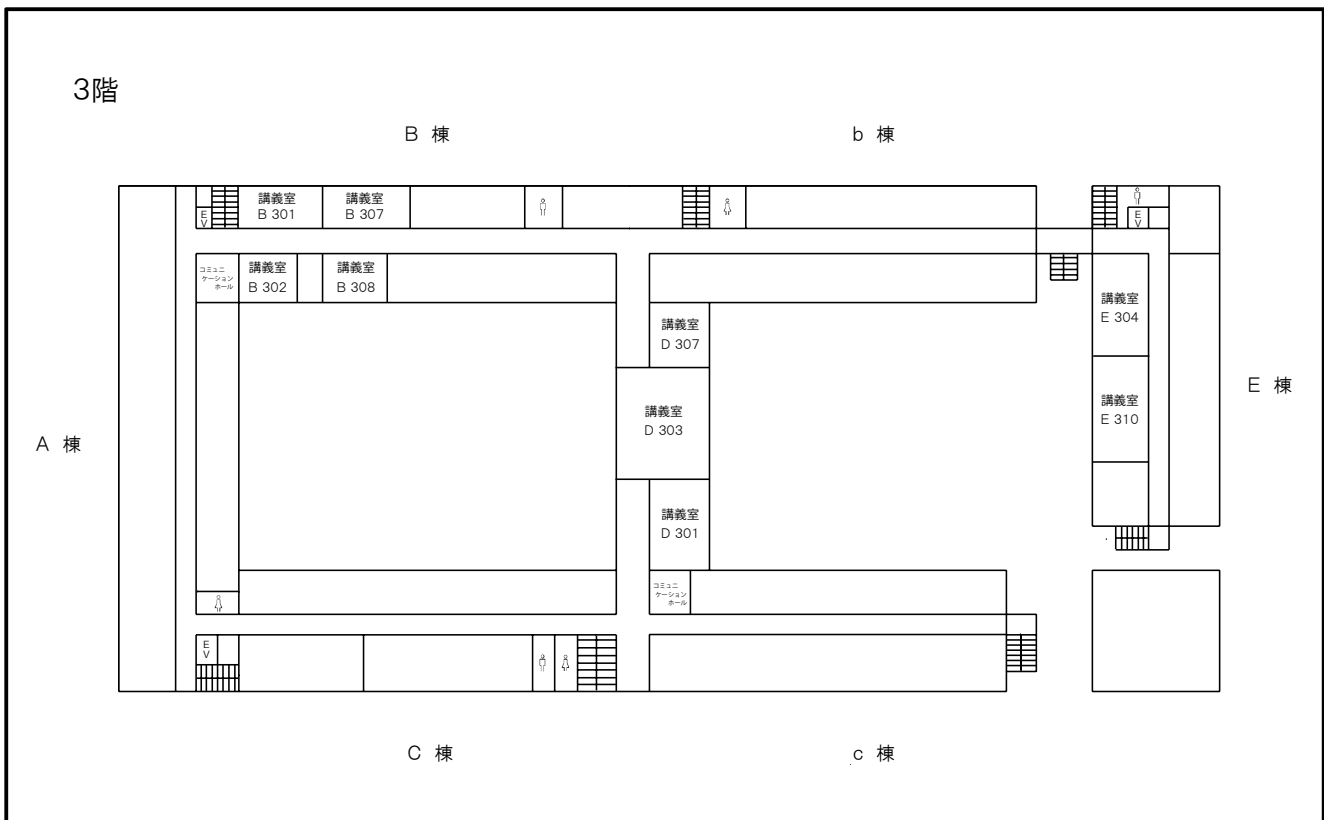 3階
B 棟
b 棟
講義室
B 301
講義室
B 307
EV
EV
コミュニ
ケーション
ホール
講義室
B 302
講義室
B 308
講義室
E 304
講義室
D 307
E 棟
講義室
E 310
講義室
D 303
A 棟
講義室
D 301
コミュニ
ケーション
ホール
EV
C 棟
c 棟